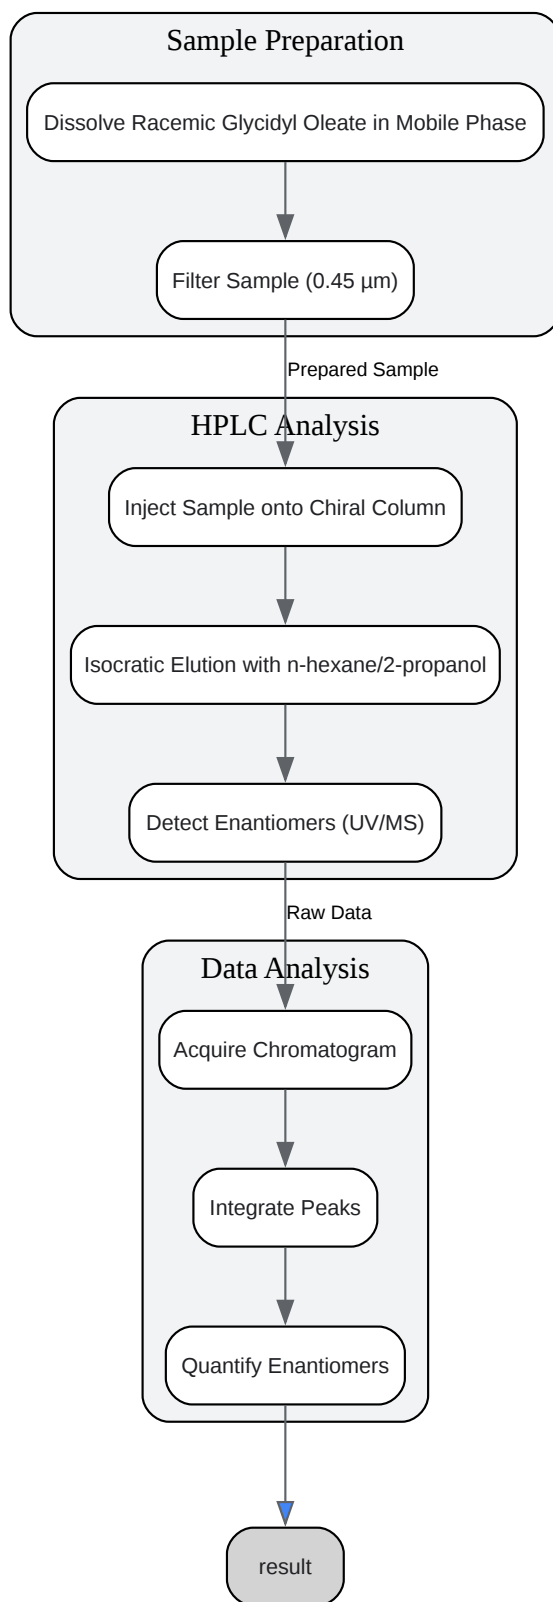 Sample Preparation
Dissolve Racemic Glycidyl Oleate in Mobile Phase
Filter Sample (0.45 µm)
Prepared Sample
HPLC Analysis
Inject Sample onto Chiral Column
Isocratic Elution with n-hexane/2-propanol
Detect Enantiomers (UV/MS)
Raw Data
Data Analysis
Acquire Chromatogram
Integrate Peaks
Quantify Enantiomers
result